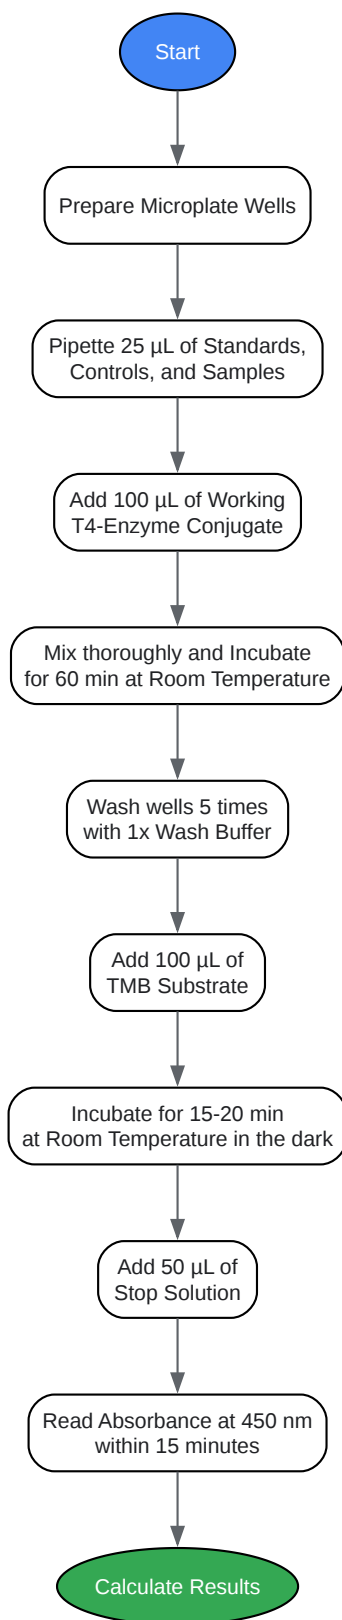 Start
Prepare Microplate Wells
Pipette 25 µL of Standards,
Controls, and Samples
Add 100 µL of Working
T4-Enzyme Conjugate
Mix thoroughly and Incubate
for 60 min at Room Temperature
Wash wells 5 times
with 1x Wash Buffer
Add 100 µL of
TMB Substrate
Incubate for 15-20 min
at Room Temperature in the dark
Add 50 µL of
Stop Solution
Read Absorbance at 450 nm
within 15 minutes
Calculate Results